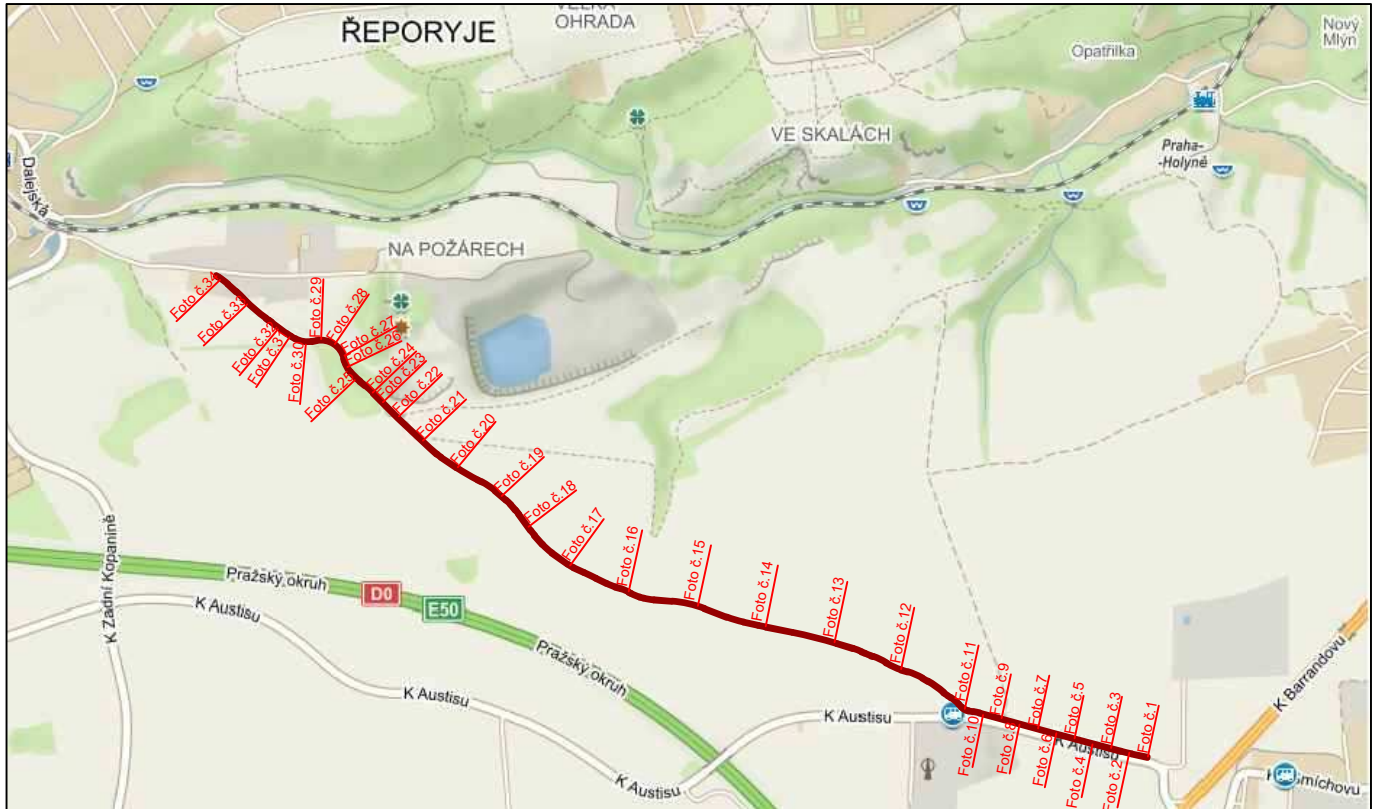 ŘEPORYJE
VELKÁ
OHRADA
Nový
Mlýn
Opatřilka
VE SKALÁCH
Praha-
-Holyně
Dalejská
NA POŽÁRECH
Foto č.34
Foto č.33
Foto č.32
Foto č.31
Foto č.30
Foto č.29
Foto č.28
Foto č.27
Foto č.26
Foto č.25
Foto č.24
Foto č.23
Foto č.22
Foto č.21
Foto č.20
Foto č.19
Foto č.18
Foto č.17
Foto č.16
Foto č.15
Foto č.14
Foto č.13
Foto č.12
Foto č.11
Foto č.10
Foto č.9
Foto č.8
Foto č.7
Foto č.6
Foto č.5
Foto č.4
Foto č.3
Foto č.2
Foto č.1
K Zadní Kopanině
Pražský okruh
D0
E50
Pražský okruh
K Austisu
K Austisu
K Austisu
K Austisu
K Austisu
K Barrandovu